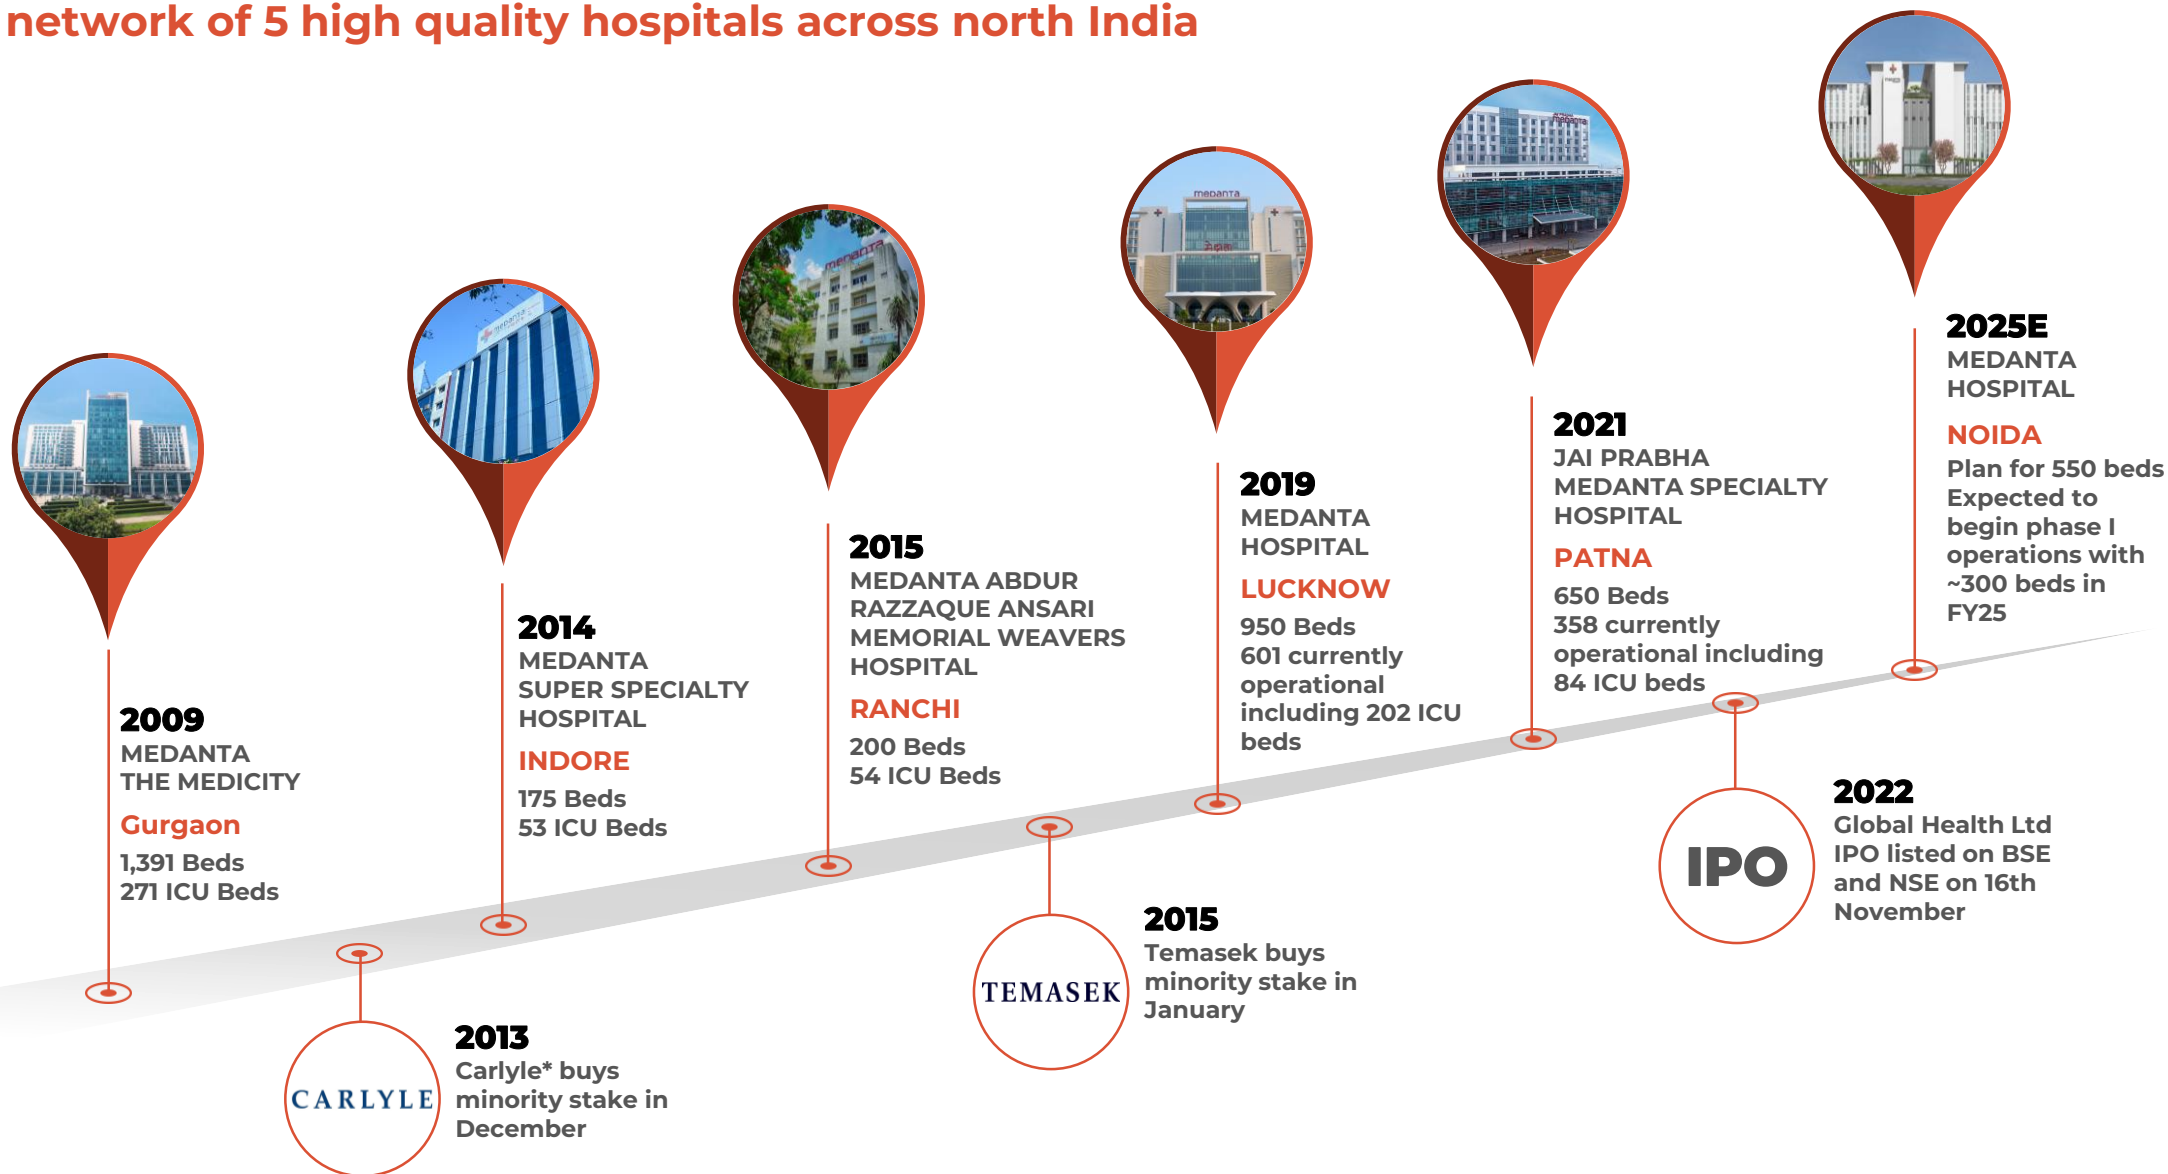 network of 5 high quality hospitals across north India
2009
MEDANTA
THE MEDICITY
Gurgaon
1,391 Beds
271 ICU Beds
CARLYLE
2013
Carlyle* buys
minority stake in
December
medanta
2014
MEDANTA
SUPER SPECIALTY
HOSPITAL
INDORE
175 Beds
53 ICU Beds
medanta
2015
MEDANTA ABDUR
RAZZAQUE ANSARI
MEMORIAL WEAVERS
HOSPITAL
RANCHI
200 Beds
54 ICU Beds
TEMASEK
2015
Temasek buys
minority stake in
January
medanta
मेदांता
2019
MEDANTA
HOSPITAL
LUCKNOW
950 Beds
601 currently
operational
including 202 ICU
beds
medanta
2021
JAI PRABHA
MEDANTA SPECIALTY
HOSPITAL
PATNA
650 Beds
358 currently
operational including
84 ICU beds
IPO
2022
Global Health Ltd
IPO listed on BSE
and NSE on 16th
November
2025E
MEDANTA
HOSPITAL
NOIDA
Plan for 550 beds
Expected to
begin phase I
operations with
~300 beds in
FY25